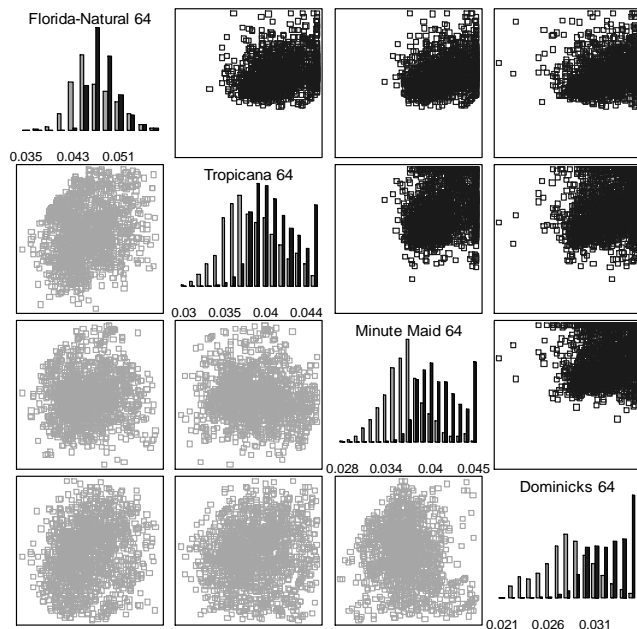 Florida-Natural 64
0.035 0.043 0.051
Tropicana 64
0.03 0.035 0.04 0.044
Minute Maid 64
0.028 0.034 0.04 0.045
Dominicks 64
0.021 0.026 0.031